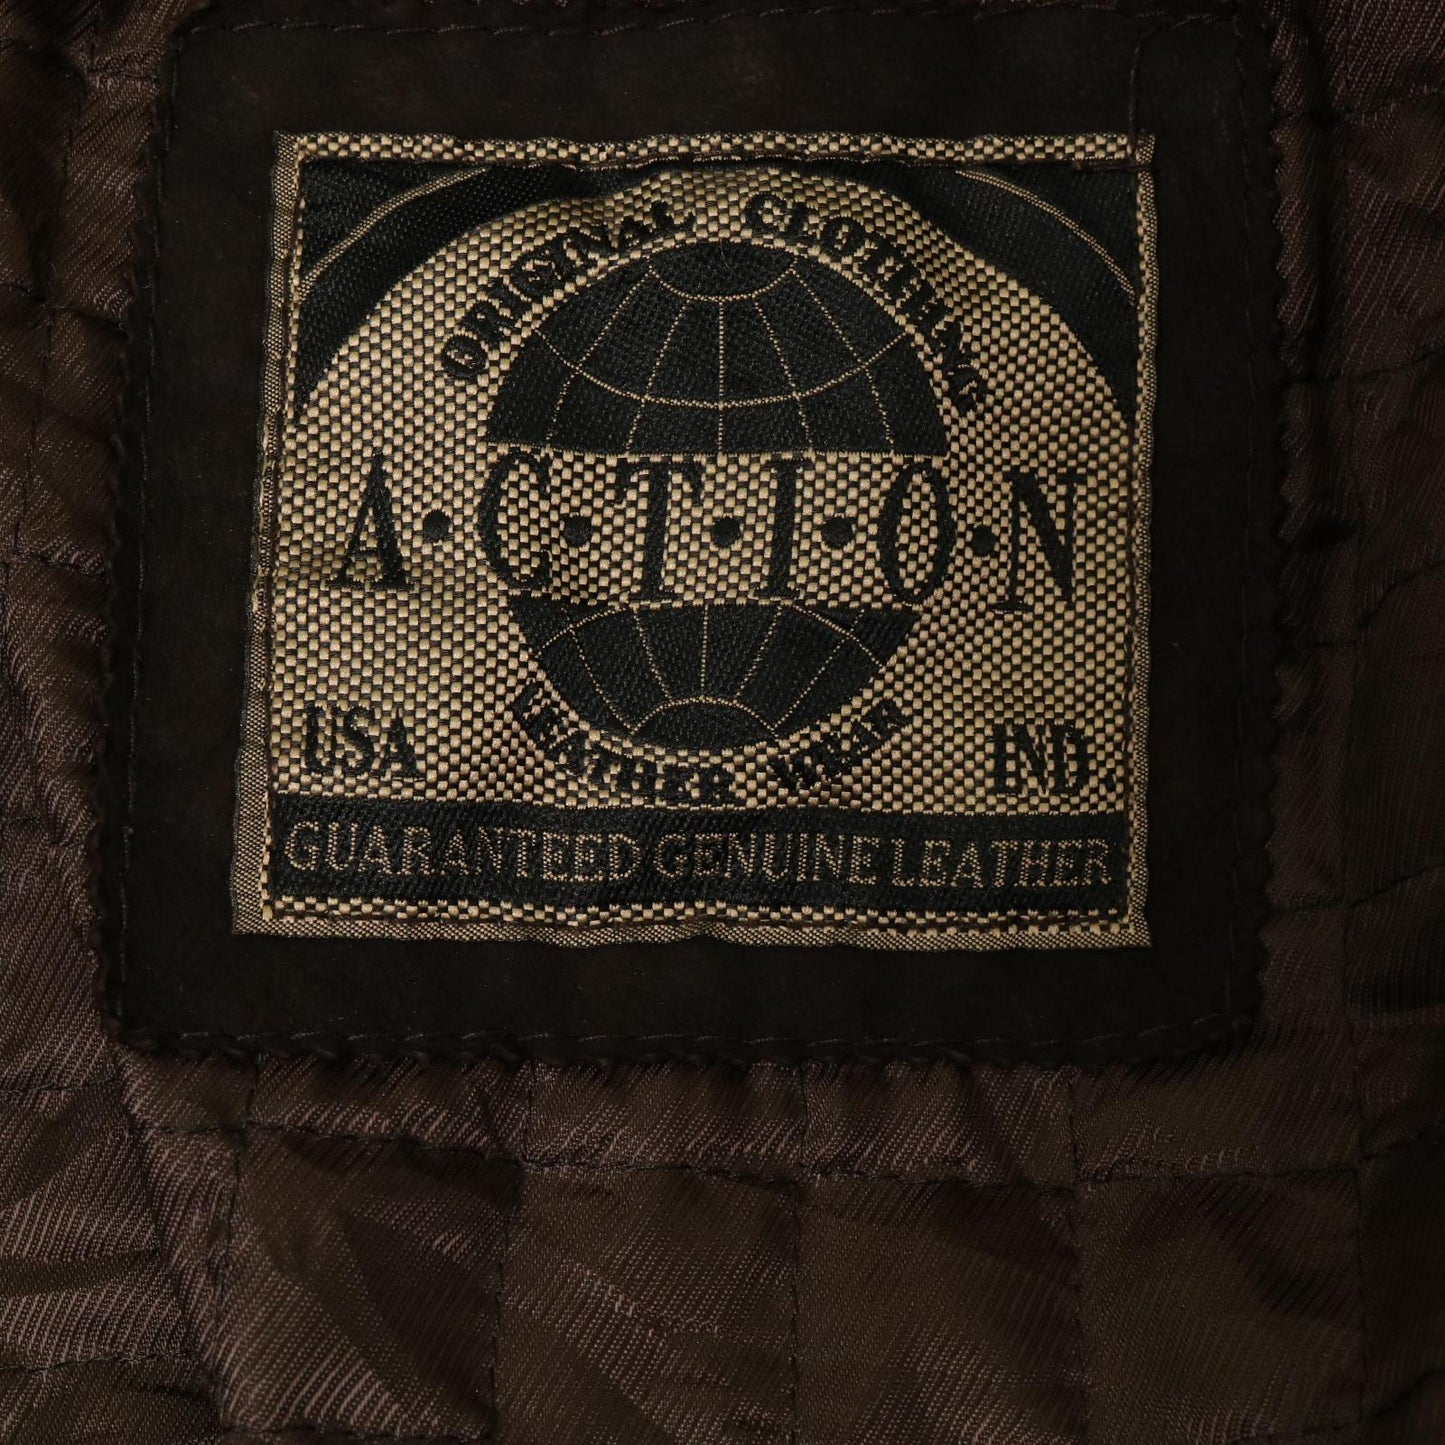 ORIGINAL CLOTHING
A·C·T·I·O·N
LEATHER WEAR
USA IND.
GUARANTEED GENUINE LEATHER